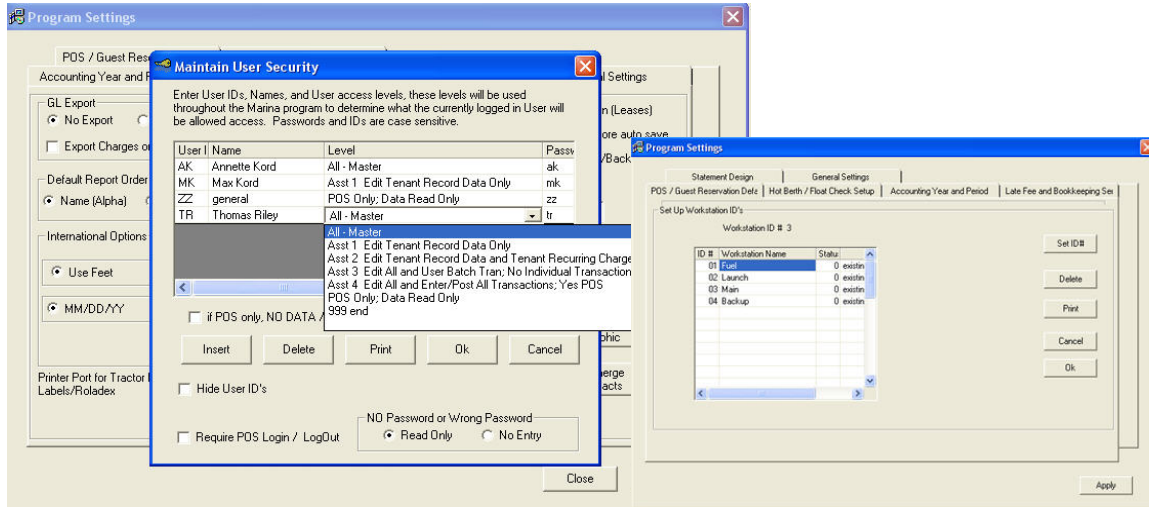 Program Settings
POS / Guest Res
Accounting Year and
l Settings
GL Export
No Export
Export Charges o
Default Report Order
Name (Alpha)
International Options
Use Feet
MM/DD/YY
Printer Port for Tractor
Labels/Roladex
n (Leases)
ore auto save
/Back
phic
erge
acts
Close
Maintain User Security
Enter User IDs, Names, and User access levels, these levels will be used
throughout the Marina program to determine what the currently logged in User will
be allowed access. Passwords and IDs are case sensitive.
User I Name Level Passw
AK Annette Kord All - Master ak
MK Max Kord Asst 1 Edit Tenant Record Data Only mk
ZZ general POS Only; Data Read Only zz
TR Thomas Riley All - Master tr
All - Master
Asst 1 Edit Tenant Record Data Only
Asst 2 Edit Tenant Record Data and Tenant Recurring Charge
Asst 3 Edit All and User Batch Tran; No Individual Transaction
Asst 4 Edit All and Enter/Post All Transactions; Yes POS
POS Only; Data Read Only
999 end
if POS only, NO DATA /
Insert Delete Print Ok Cancel
Hide User ID's
Require POS Login / LogOut
NO Password or Wrong Password
Read Only No Entry
Program Settings
Statement Design General Settings
POS / Guest Reservation Defa Hot Berth / Float Check Setup Accounting Year and Period Late Fee and Bookkeeping Ser
Set Up Workstation ID's
Workstation ID # 3
ID # Workstation Name Statu
01 Fuel 0 existin
02 Launch 0 existin
03 Main 0 existin
04 Backup 0 existin
Set ID#
Delete
Print
Cancel
Ok
Apply